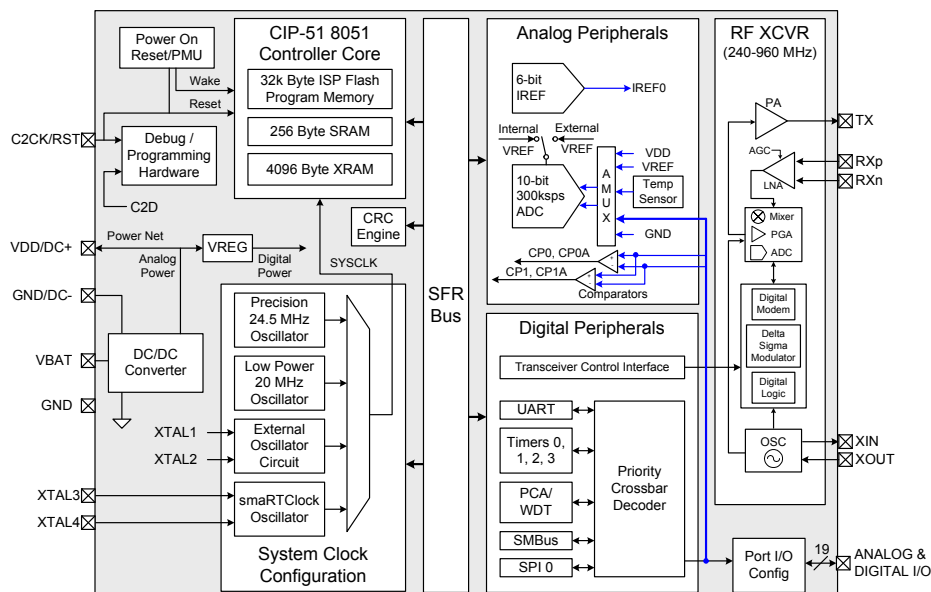 Power On
Reset/PMU
Wake
Reset
C2CK/RST
Debug /
Programming
Hardware
C2D
CIP-51 8051
Controller Core
32k Byte ISP Flash
Program Memory
256 Byte SRAM
4096 Byte XRAM
VDD/DC+
Power Net
Analog
Power
VREG
Digital
Power
SYSCLK
CRC
Engine
GND/DC-
VBAT
GND
DC/DC
Converter
XTAL1
XTAL2
XTAL3
XTAL4
Precision
24.5 MHz
Oscillator
Low Power
20 MHz
Oscillator
External
Oscillator
Circuit
smaRTClock
Oscillator
System Clock
Configuration
SFR
Bus
Analog Peripherals
6-bit
IREF
IREF0
Internal
VREF
External
VREF
10-bit
300ksps
ADC
A
M
U
X
VDD
VREF
Temp
Sensor
GND
CP0, CP0A
+
-
CP1, CP1A
+
-
Comparators
Digital Peripherals
Transceiver Control Interface
UART
Timers 0,
1, 2, 3
PCA/
WDT
SMBus
SPI 0
Priority
Crossbar
Decoder
RF XCVR
(240-960 MHz)
PA
TX
AGC
LNA
RXp
RXn
Mixer
PGA
ADC
Digital
Modem
Delta
Sigma
Modulator
Digital
Logic
OSC
XIN
XOUT
Port I/O
Config
19
ANALOG &
DIGITAL I/O